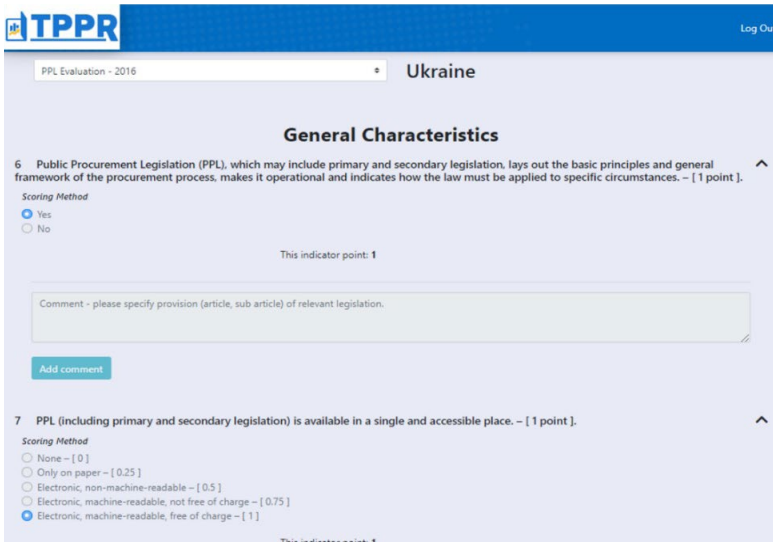 TPPR
Log Ou
PPL Evaluation - 2016
Ukraine
General Characteristics
6 Public Procurement Legislation (PPL), which may include primary and secondary legislation, lays out the basic principles and general
framework of the procurement process, makes it operational and indicates how the law must be applied to specific circumstances. – [ 1 point ].
Scoring Method
Yes
No
This indicator point: 1
Comment - please specify provision (article, sub article) of relevant legislation.
Add comment
7 PPL (including primary and secondary legislation) is available in a single and accessible place. – [ 1 point ].
Scoring Method
None – [ 0 ]
Only on paper – [ 0.25 ]
Electronic, non-machine-readable – [ 0.5 ]
Electronic, machine-readable, not free of charge – [ 0.75 ]
Electronic, machine-readable, free of charge – [ 1 ]
This indicator point: 1